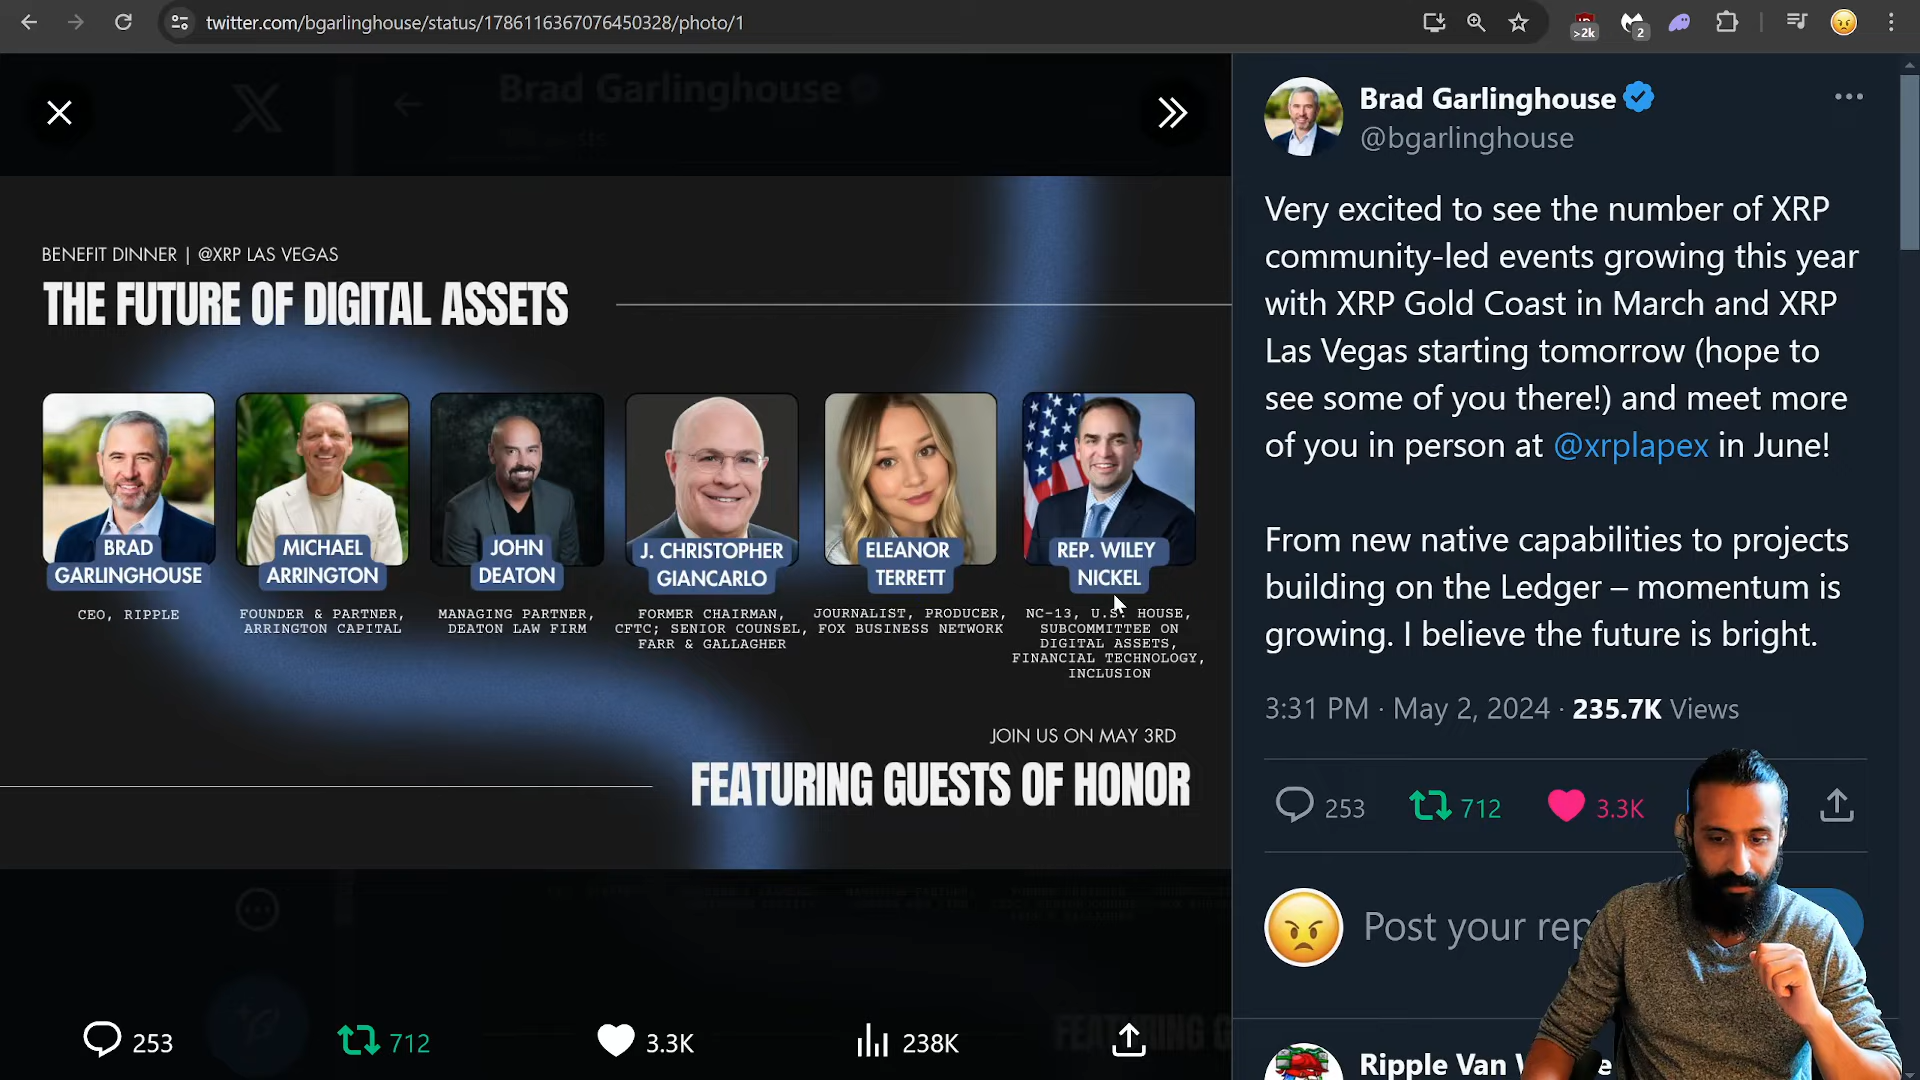 twitter.com/bgarlinghouse/status/1786116367076450328/photo/1
>2k
2
Brad Garlinghouse
BENEFIT DINNER | @XRP LAS VEGAS
THE FUTURE OF DIGITAL ASSETS
BRAD
GARLINGHOUSE
CEO, RIPPLE
MICHAEL
ARRINGTON
FOUNDER & PARTNER,
ARRINGTON CAPITAL
JOHN
DEATON
MANAGING PARTNER,
DEATON LAW FIRM
J. CHRISTOPHER
GIANCARLO
FORMER CHAIRMAN,
CFTC; SENIOR COUNSEL,
FARR & GALLAGHER
ELEANOR
TERRETT
JOURNALIST, PRODUCER,
FOX BUSINESS NETWORK
REP. WILEY
NICKEL
NC-13, U.S. HOUSE,
SUBCOMMITTEE ON
DIGITAL ASSETS,
FINANCIAL TECHNOLOGY,
INCLUSION
JOIN US ON MAY 3RD
FEATURING GUESTS OF HONOR
FEATURING G
253
712
3.3K
238K
Brad Garlinghouse
@bgarlinghouse
Very excited to see the number of XRP
community-led events growing this year
with XRP Gold Coast in March and XRP
Las Vegas starting tomorrow (hope to
see some of you there!) and meet more
of you in person at @xrplapex in June!
From new native capabilities to projects
building on the Ledger – momentum is
growing. I believe the future is bright.
3:31 PM · May 2, 2024 · 235.7K Views
253
712
3.3K
Post your rep
Ripple Van